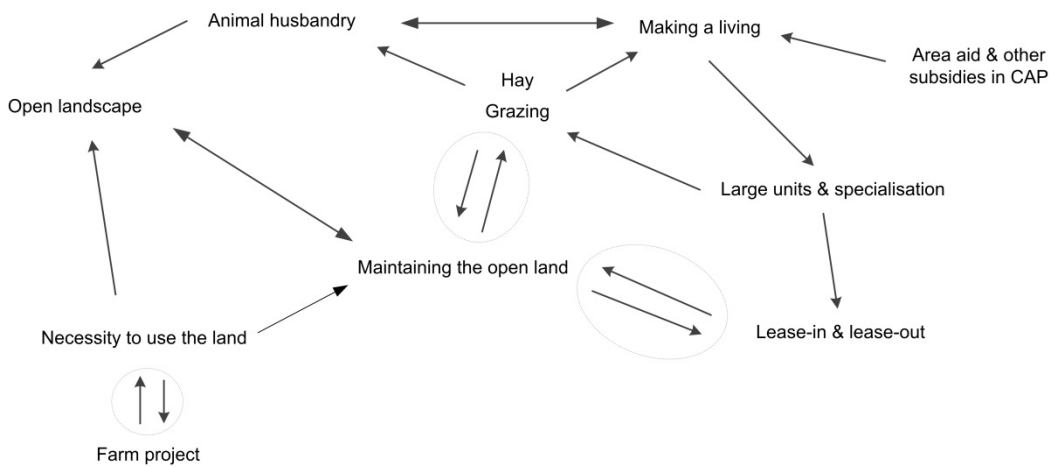 Animal husbandry
Making a living
Area aid & other
subsidies in CAP
Hay
Grazing
Open landscape
Large units & specialisation
Maintaining the open land
Necessity to use the land
Lease-in & lease-out
Farm project